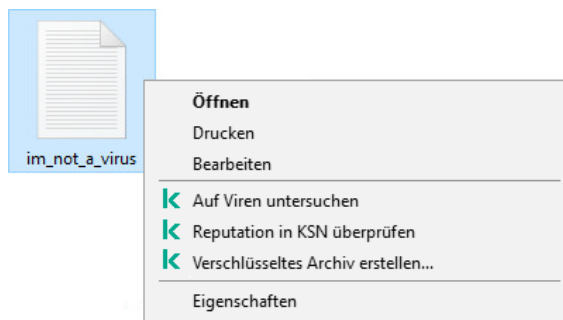 im_not_a_virus
Öffnen
Drucken
Bearbeiten
Auf Viren untersuchen
Reputation in KSN überprüfen
Verschlüsseltes Archiv erstellen...
Eigenschaften